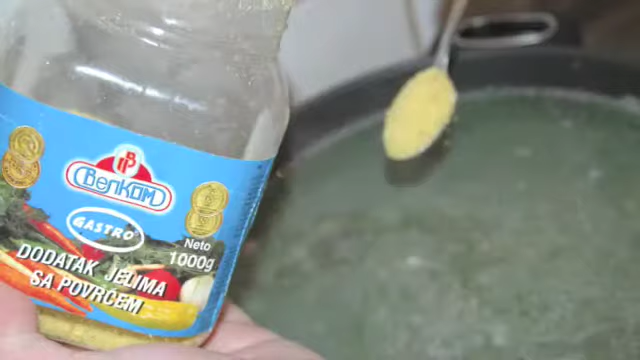 Велком
GASTRO
Neto
1000g
DODATAK JELIMA
SA POVRĆEM